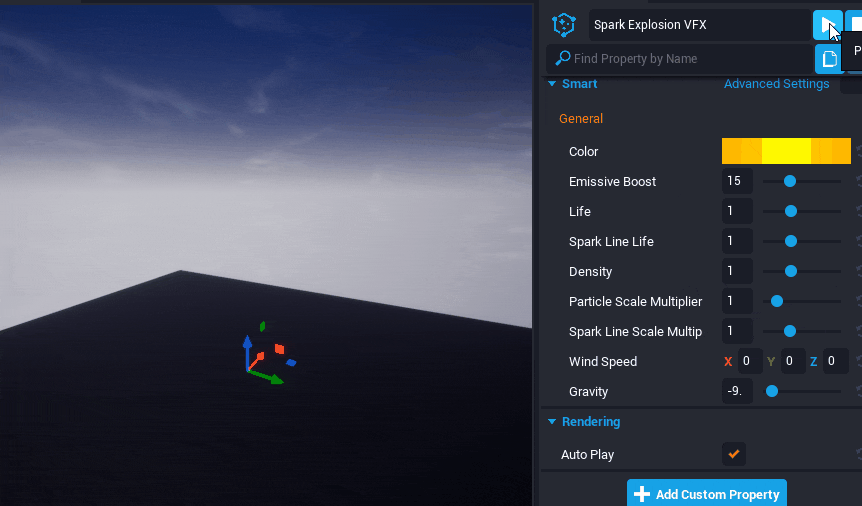 Spark Explosion VFX
P
Find Property by Name
Smart Advanced Settings
General
Color
Emissive Boost 15
Life 1
Spark Line Life 1
Density 1
Particle Scale Multiplier 1
Spark Line Scale Multip 1
Wind Speed X 0 Y 0 Z 0
Gravity -9.
Rendering
Auto Play
Add Custom Property